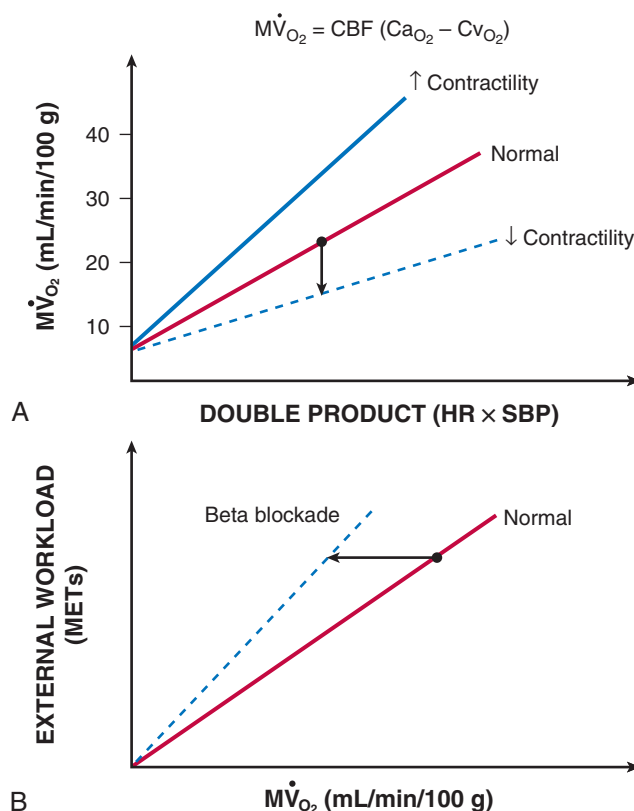 MV̇O₂ = CBF (CaO₂ – CvO₂)
↑ Contractility
40
Normal
30
↓ Contractility
20
10
MV̇O₂ (mL/min/100 g)
A
DOUBLE PRODUCT (HR × SBP)
Beta blockade
Normal
EXTERNAL WORKLOAD
(METs)
B
MV̇O₂ (mL/min/100 g)